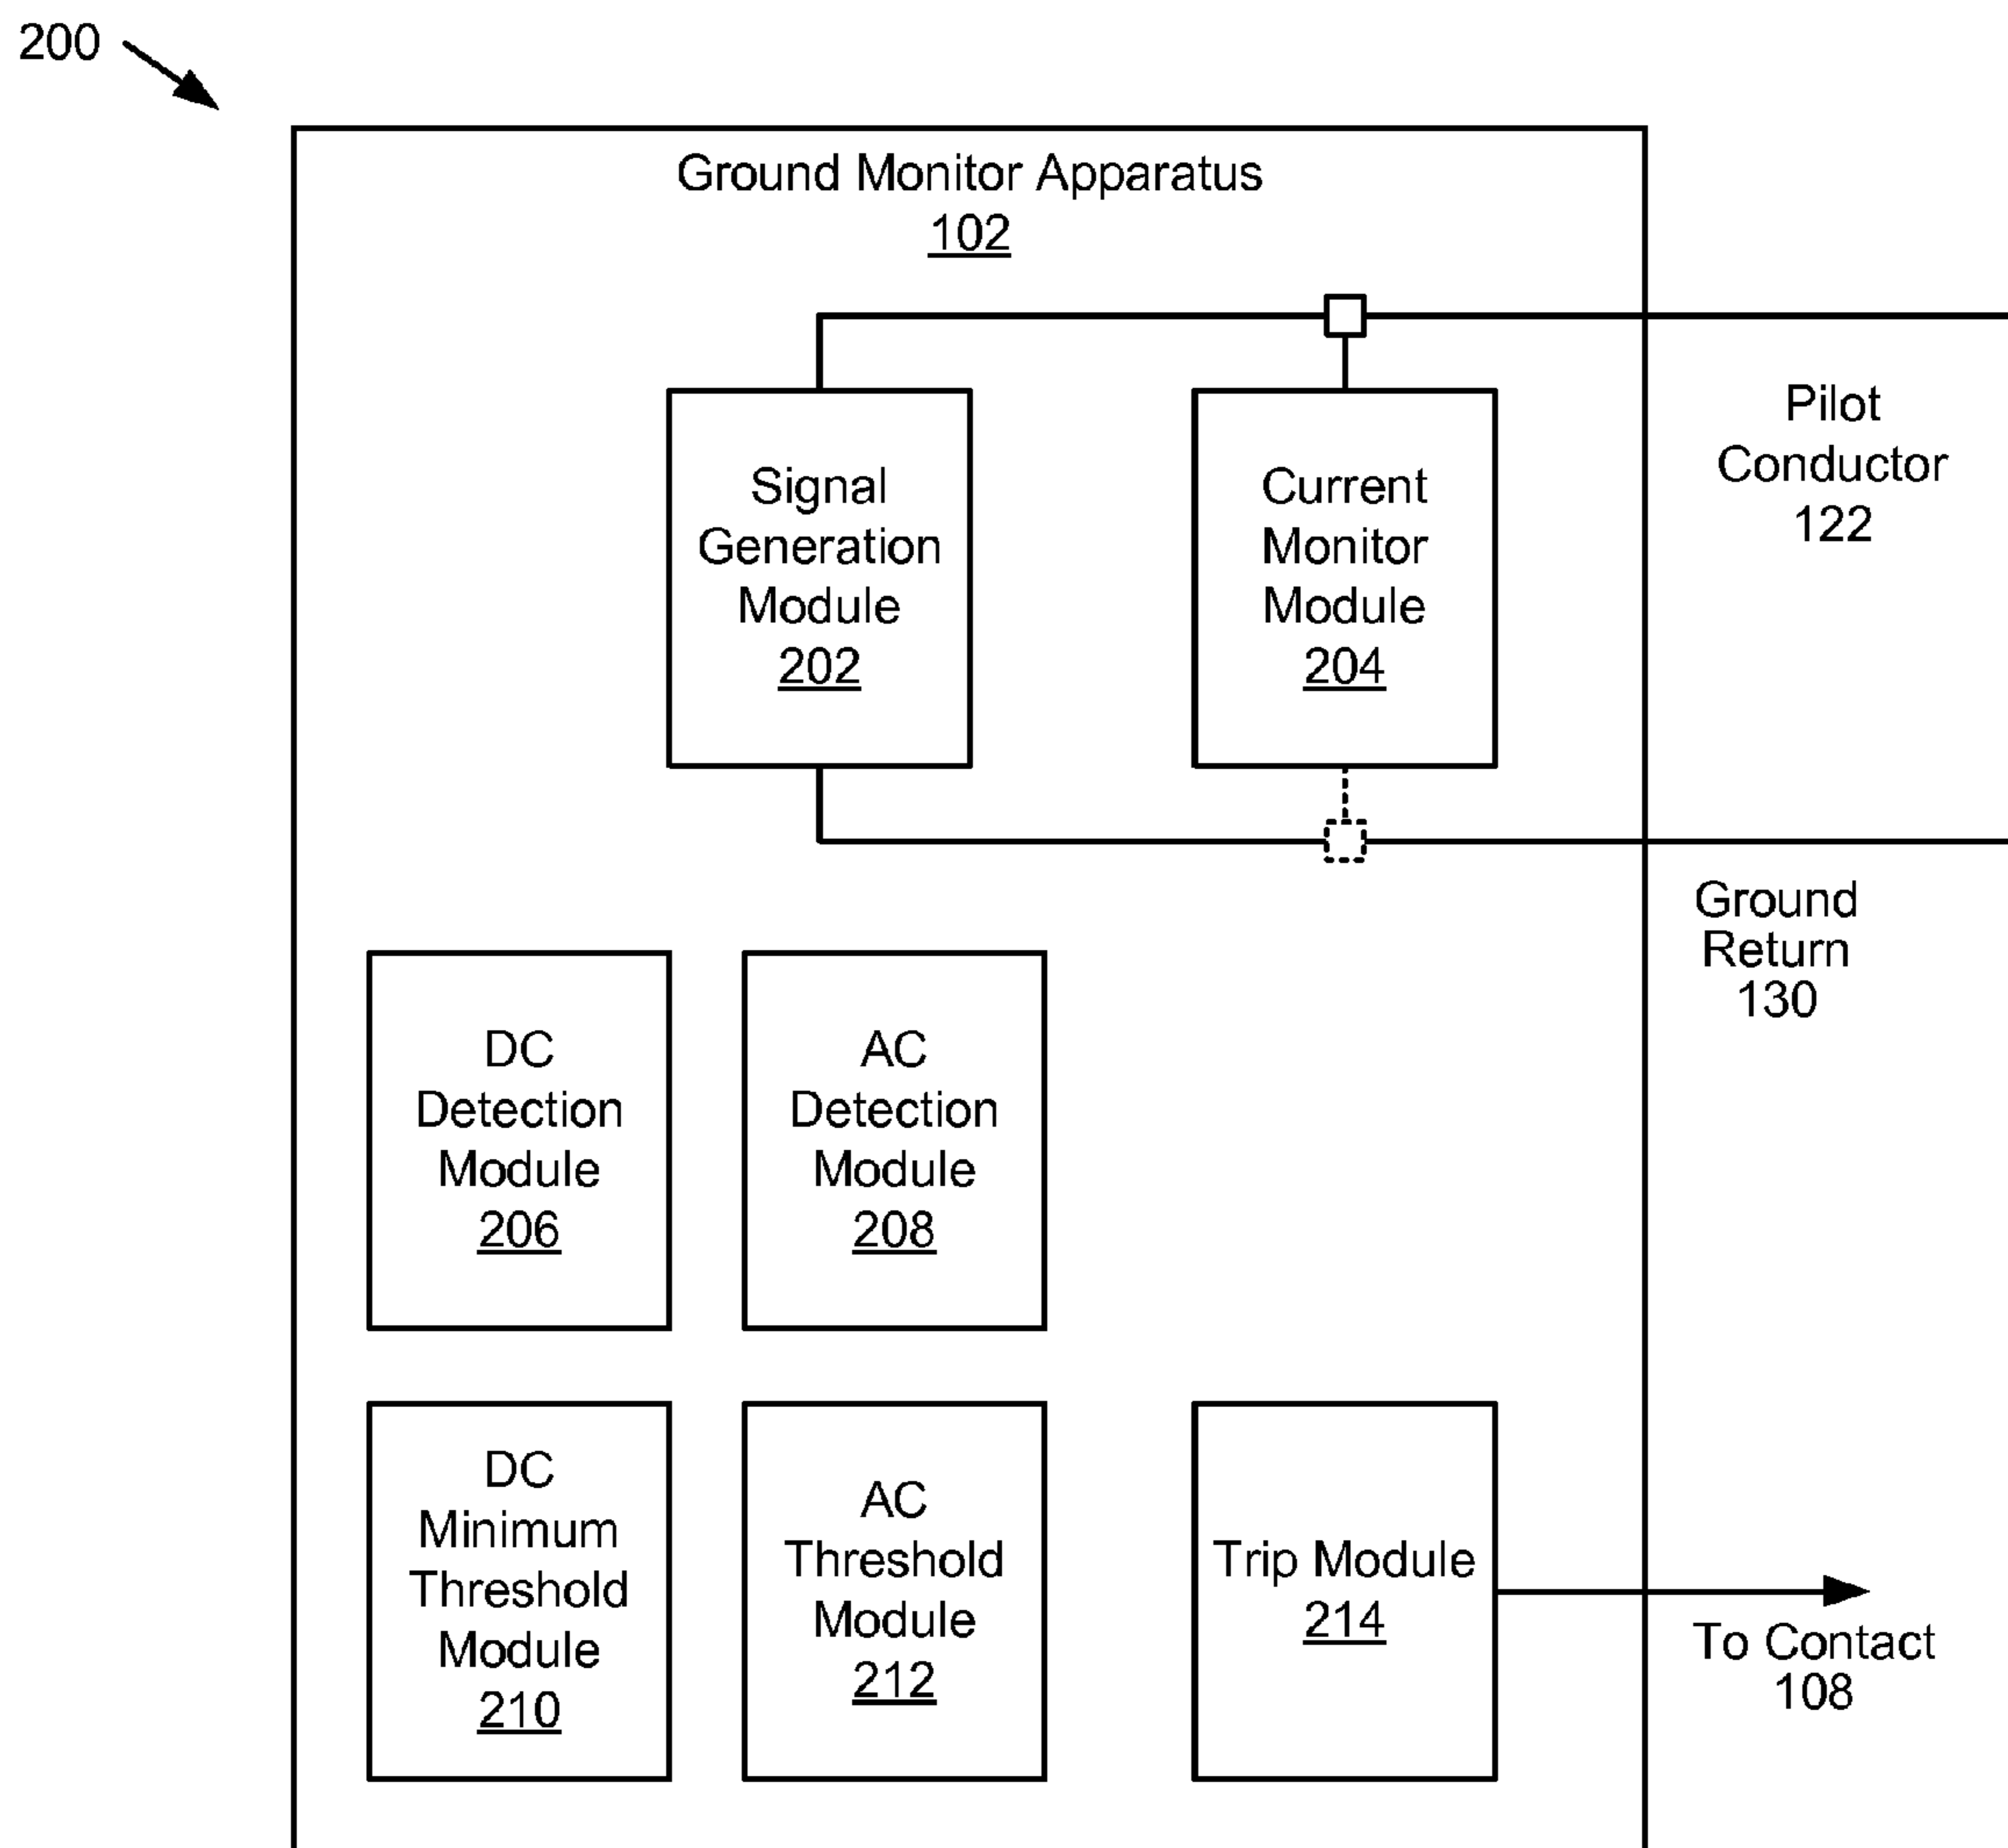 200
Ground Monitor Apparatus
102
Signal
Generation
Module
202
Current
Monitor
Module
204
Pilot
Conductor
122
Ground
Return
130
DC
Detection
Module
206
AC
Detection
Module
208
DC
Minimum
Threshold
Module
210
AC
Threshold
Module
212
Trip Module
214
To Contact
108